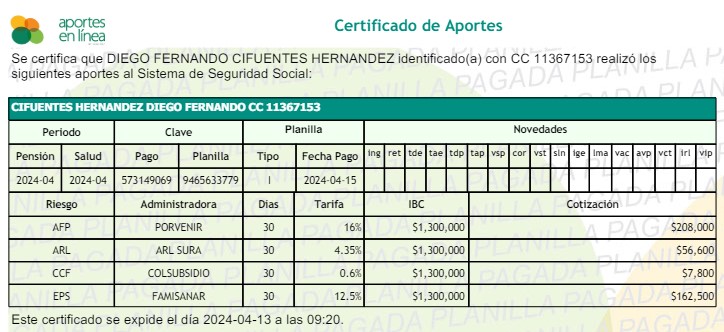 aportes
en línea
Certificado de Aportes
Se certifica que DIEGO FERNANDO CIFUENTES HERNANDEZ identificado(a) con CC 11367153 realizó los
siguientes aportes al Sistema de Seguridad Social:
CIFUENTES HERNANDEZ DIEGO FERNANDO CC 11367153
Periodo Clave Planilla Novedades
Pensión Salud Pago Planilla Tipo Fecha Pago ing ret tde tae tdp tap vsp cor vst sln ige lma vac avp vct irl vip
2024-04 2024-04 573149069 9465633779 I 2024-04-15
Riesgo Administradora Dias Tarifa IBC Cotización
AFP PORVENIR 30 16% $1,300,000 $208,000
ARL ARL SURA 30 4.35% $1,300,000 $56,600
CCF COLSUBSIDIO 30 0.6% $1,300,000 $7,800
EPS FAMISANAR 30 12.5% $1,300,000 $162,500
Este certificado se expide el día 2024-04-13 a las 09:20.
PLANILLA PAGADA PLANILLA PAGADA